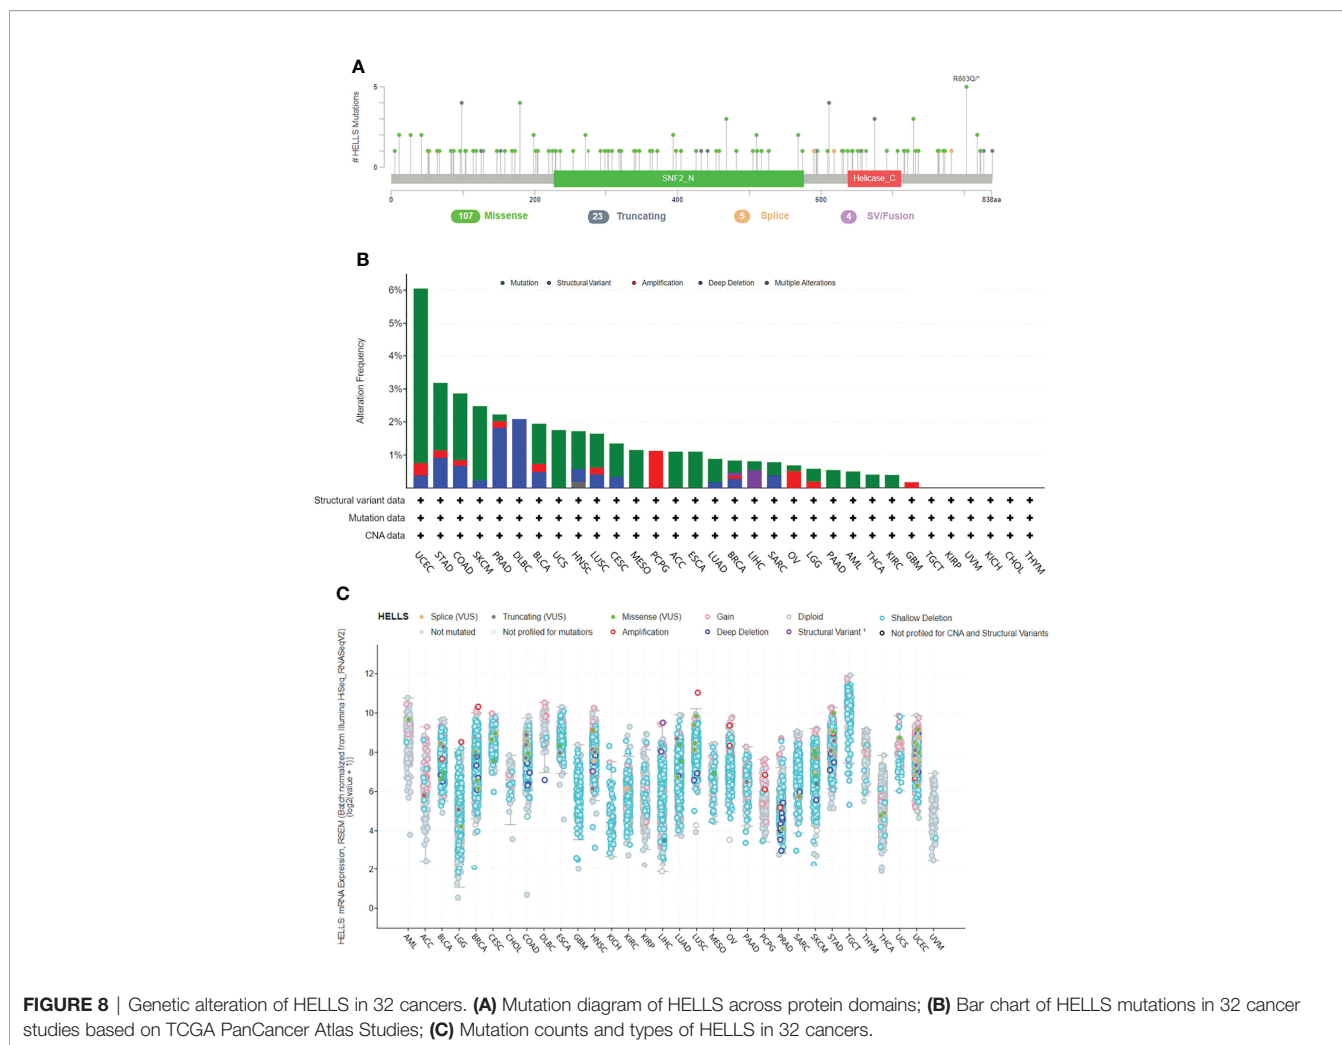 A
# HELLS Mutations
5
0
R803Q/*
SNF2_N
Helicase_C
0 200 400 600 838aa
107 Missense 23 Truncating 5 Splice 4 SV/Fusion
B
Mutation Structural Variant Amplification Deep Deletion Multiple Alterations
Alteration Frequency
6%
5%
4%
3%
2%
1%
Structural variant data
Mutation data
CNA data
UCEC STAD COAD SKCM PRAD DLBC BLCA UCS HNSC LUSC CESC MESO PCPG ACC ESCA LUAD BRCA LIHC SARC OV LGG PAAD AML THCA KIRC GBM TGCT KIRP UVM KICH CHOL THYM
C
HELLS Splice (VUS) Truncating (VUS) Missense (VUS) Gain Diploid Shallow Deletion
Not mutated Not profiled for mutations Amplification Deep Deletion Structural Variant ¹ Not profiled for CNA and Structural Variants
HELLS: mRNA Expression, RSEM (Batch normalized from Illumina HiSeq_RNASeqV2)
(log2(value + 1))
12
10
8
6
4
2
0
AML ACC BLCA LGG BRCA CESC CHOL COAD DLBC ESCA GBM HNSC KICH KIRC KIRP LIHC LUAD LUSC MESO OV PAAD PCPG PRAD SARC SKCM STAD TGCT THYM THCA UCS UCEC UVM
FIGURE 8 | Genetic alteration of HELLS in 32 cancers. (A) Mutation diagram of HELLS across protein domains; (B) Bar chart of HELLS mutations in 32 cancer
studies based on TCGA PanCancer Atlas Studies; (C) Mutation counts and types of HELLS in 32 cancers.